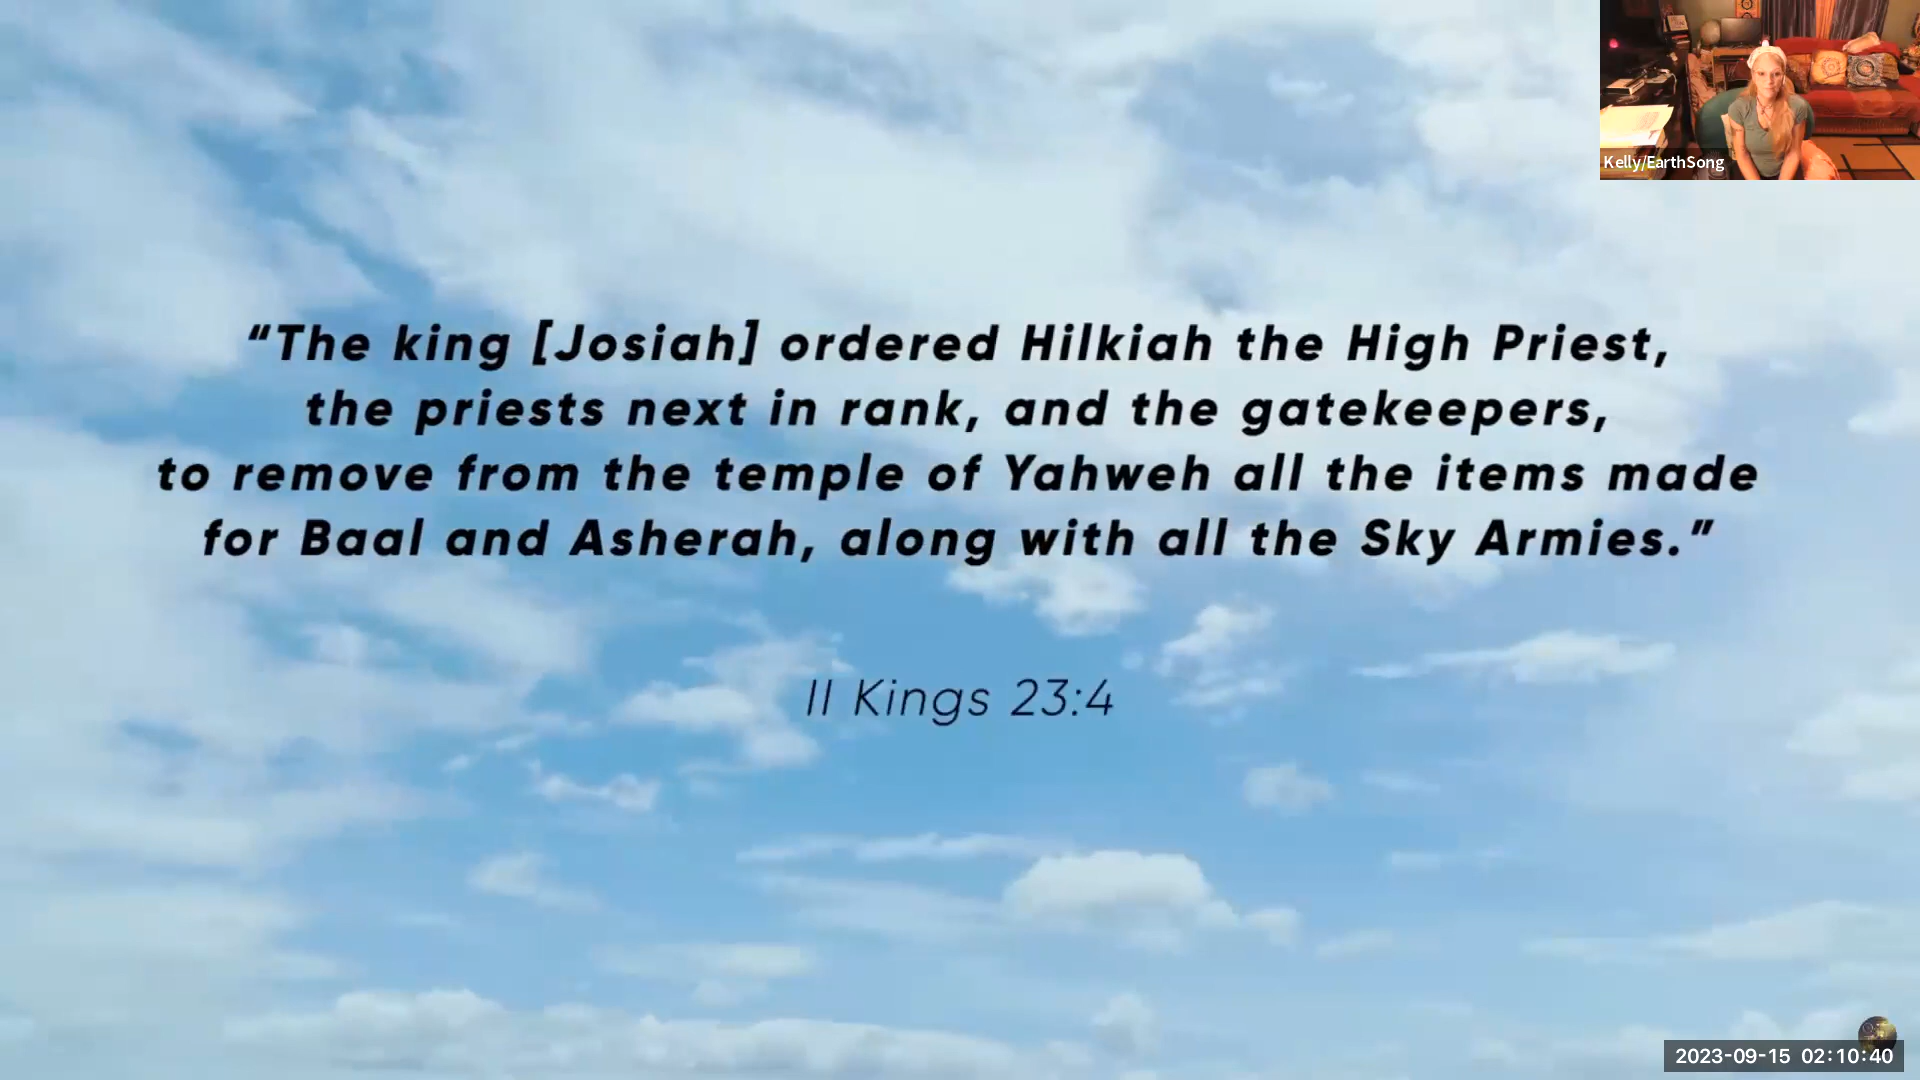 Kelly/EarthSong
“The king [Josiah] ordered Hilkiah the High Priest,
the priests next in rank, and the gatekeepers,
to remove from the temple of Yahweh all the items made
for Baal and Asherah, along with all the Sky Armies.”
II Kings 23:4
2023-09-15 02:10:40